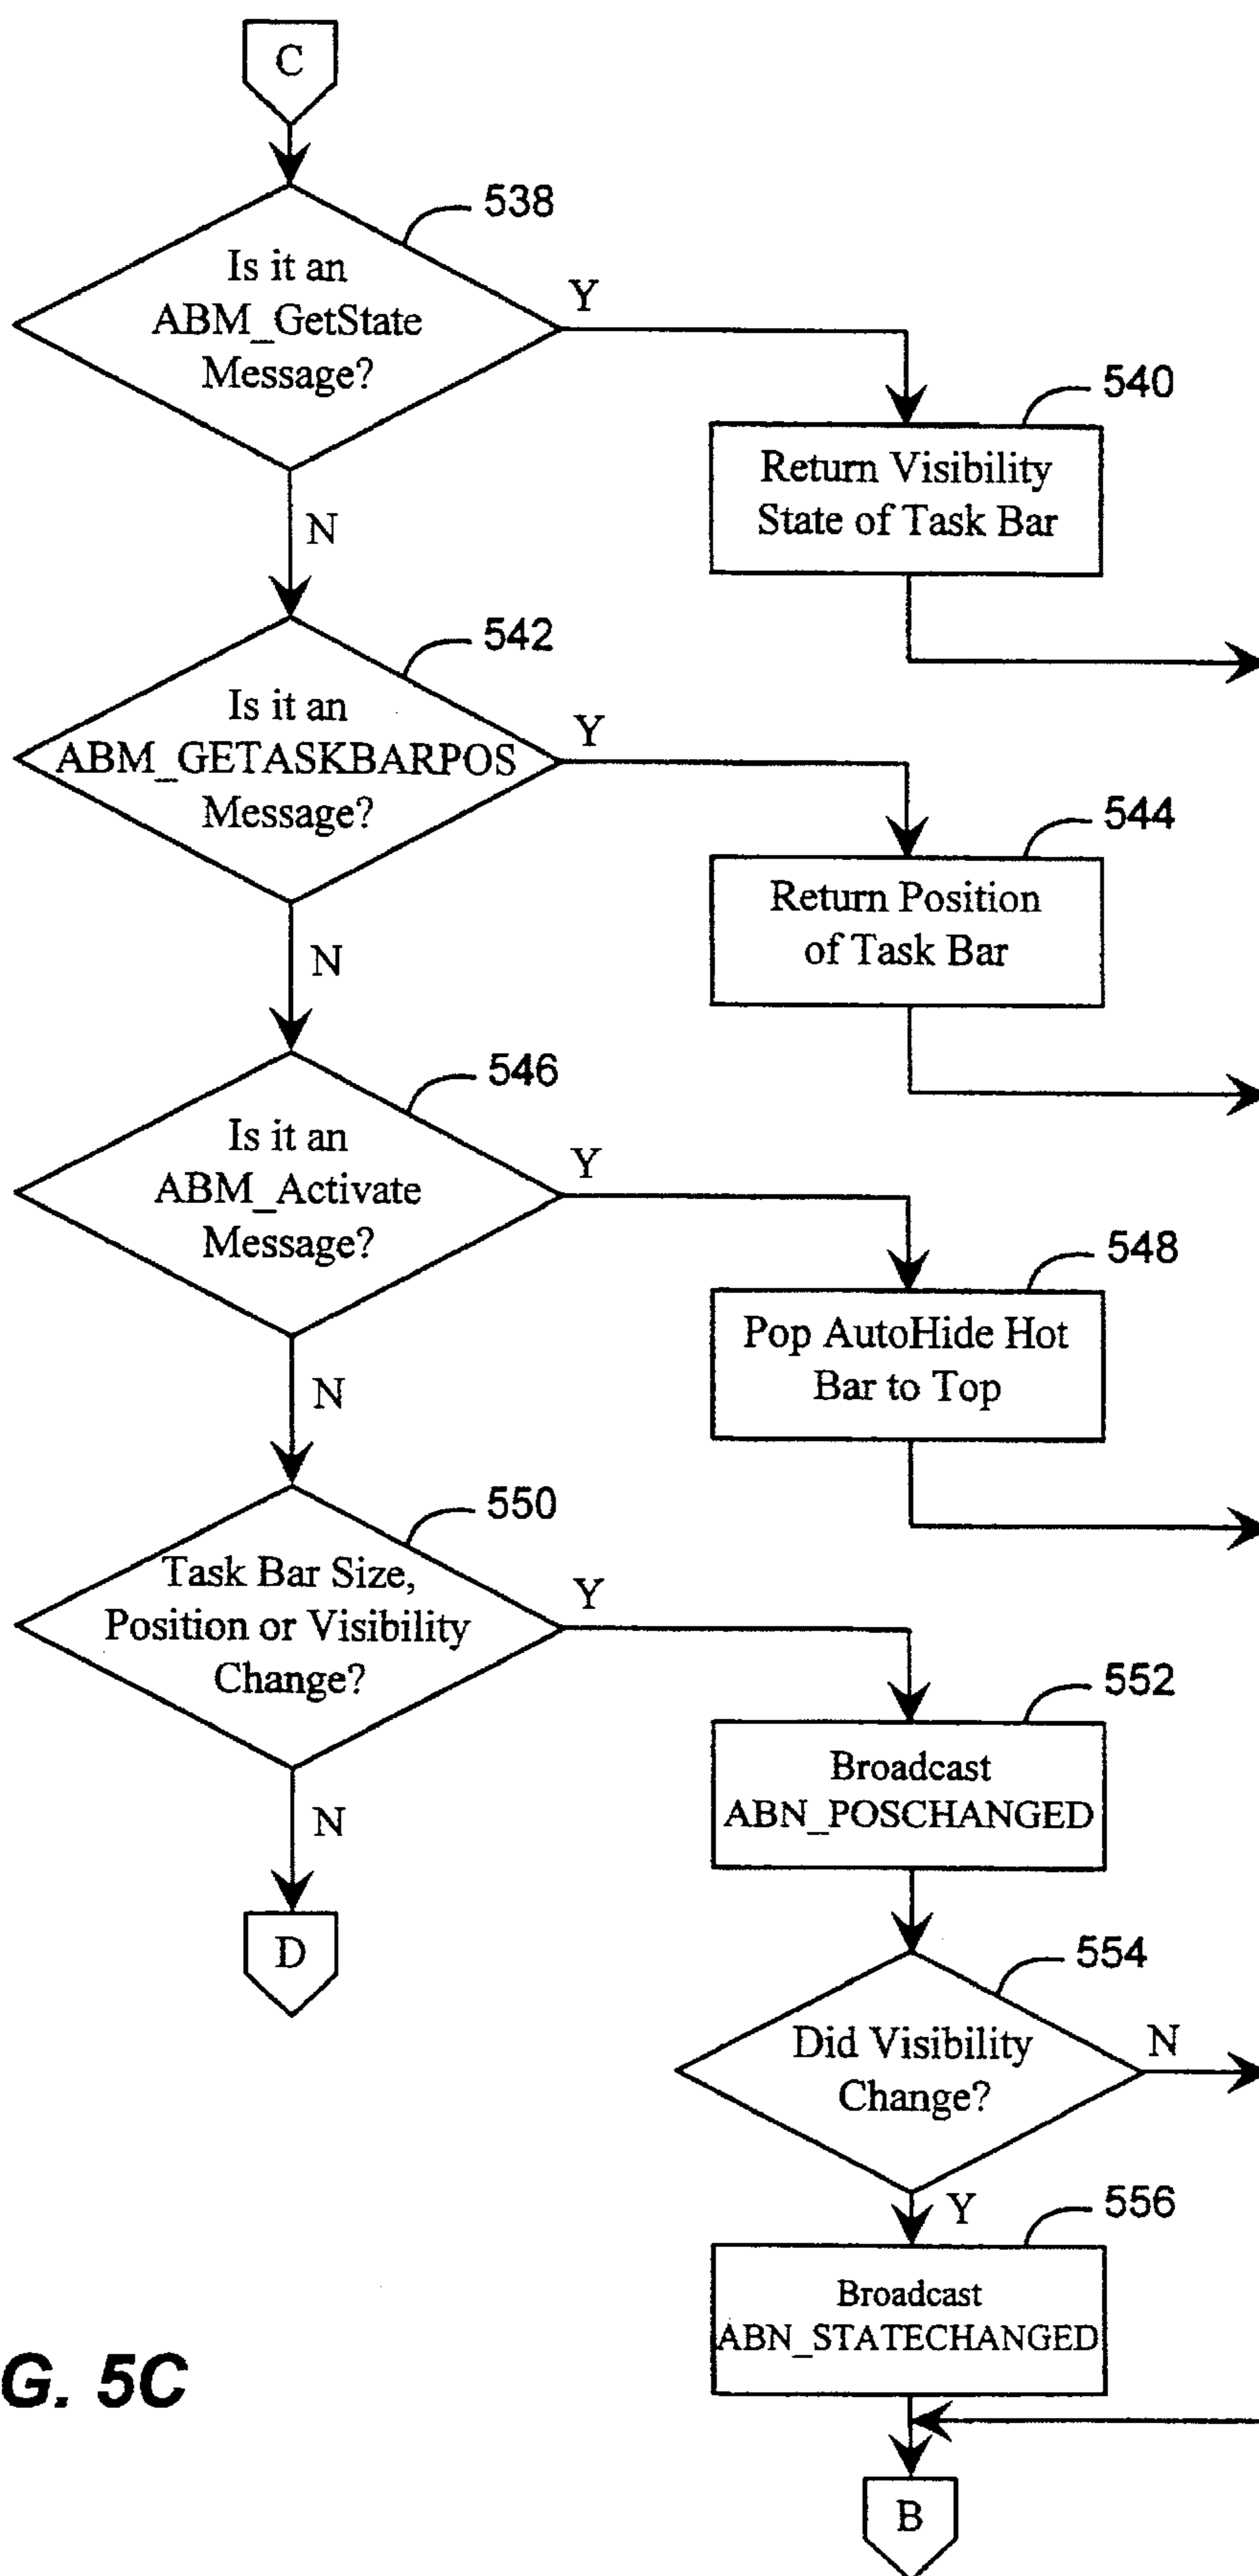 C
538
Is it an
ABM_GetState
Message?
Y
540
Return Visibility
State of Task Bar
N
542
Is it an
ABM_GETASKBARPOS
Message?
Y
544
Return Position
of Task Bar
N
546
Is it an
ABM_Activate
Message?
Y
548
Pop AutoHide Hot
Bar to Top
N
550
Task Bar Size,
Position or Visibility
Change?
Y
552
Broadcast
ABN_POSCHANGED
N
D
554
Did Visibility
Change?
N
Y
556
Broadcast
ABN_STATECHANGED
G. 5C
B